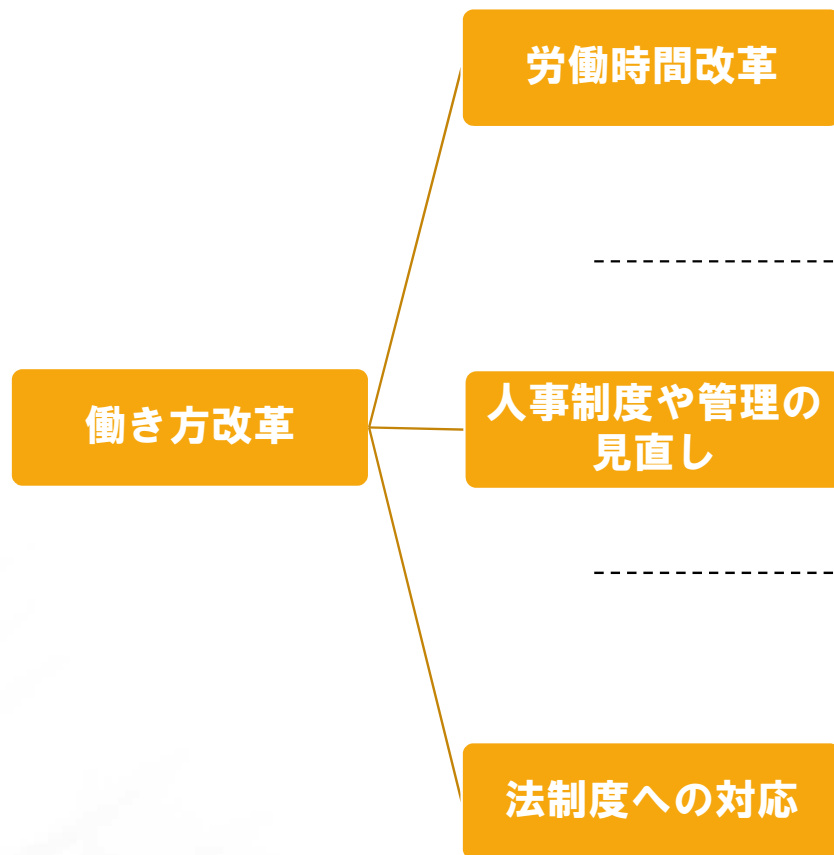 労働時間改革
働き方改革
人事制度や管理の
見直し
法制度への対応